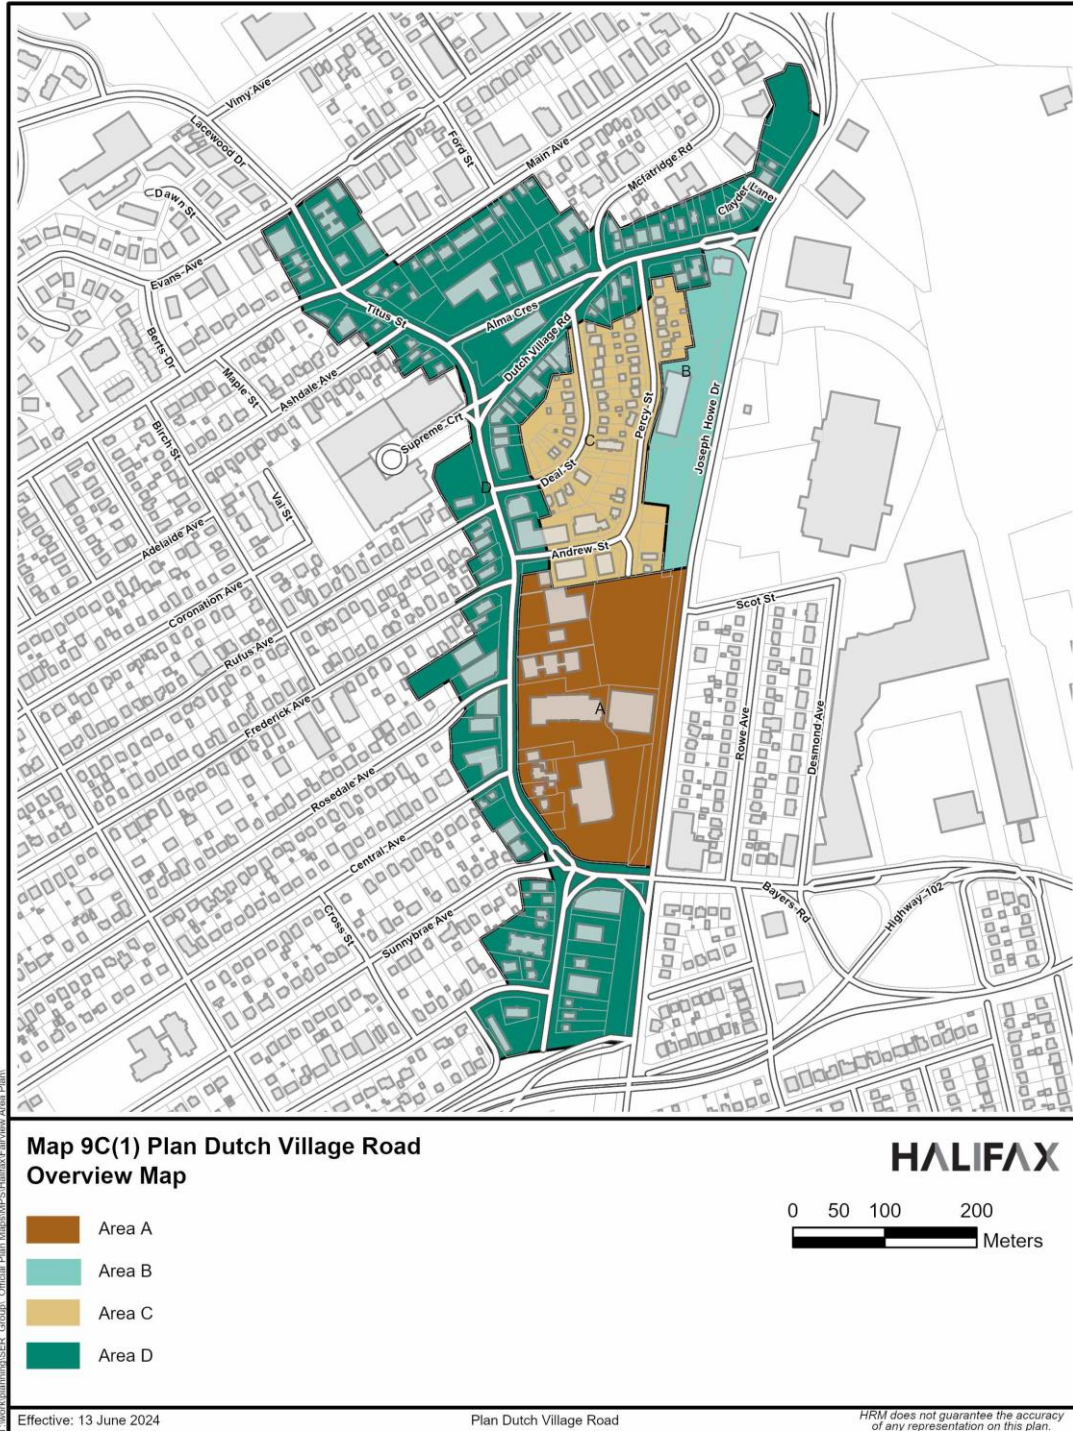 Vimy Ave
Lacewood Dr
Ford St
Main Ave
Mcfatridge Rd
Dawn St
Clayder Lane
Evans Ave
Titus St
Alma Cres
Berts Dr
Dutch Village Rd
Maple St
Ashdale Ave
B
Percy St
Joseph Howe Dr
Birch St
Supreme Crt
C
Deal St
D
Val St
Adelaide Ave
Andrew St
Coronation Ave
Scot St
Rufus Ave
Frederick Ave
A
Rowe Ave
Desmond Ave
Rosedale Ave
Central Ave
Bayers Rd
Highway 102
Cross St
Sunnybrae Ave
Map 9C(1) Plan Dutch Village Road
Overview Map
HALIFAX
Area A
Area B
Area C
Area D
0 50 100 200
Meters
Effective: 13 June 2024
Plan Dutch Village Road
HRM does not guarantee the accuracy
of any representation on this plan.